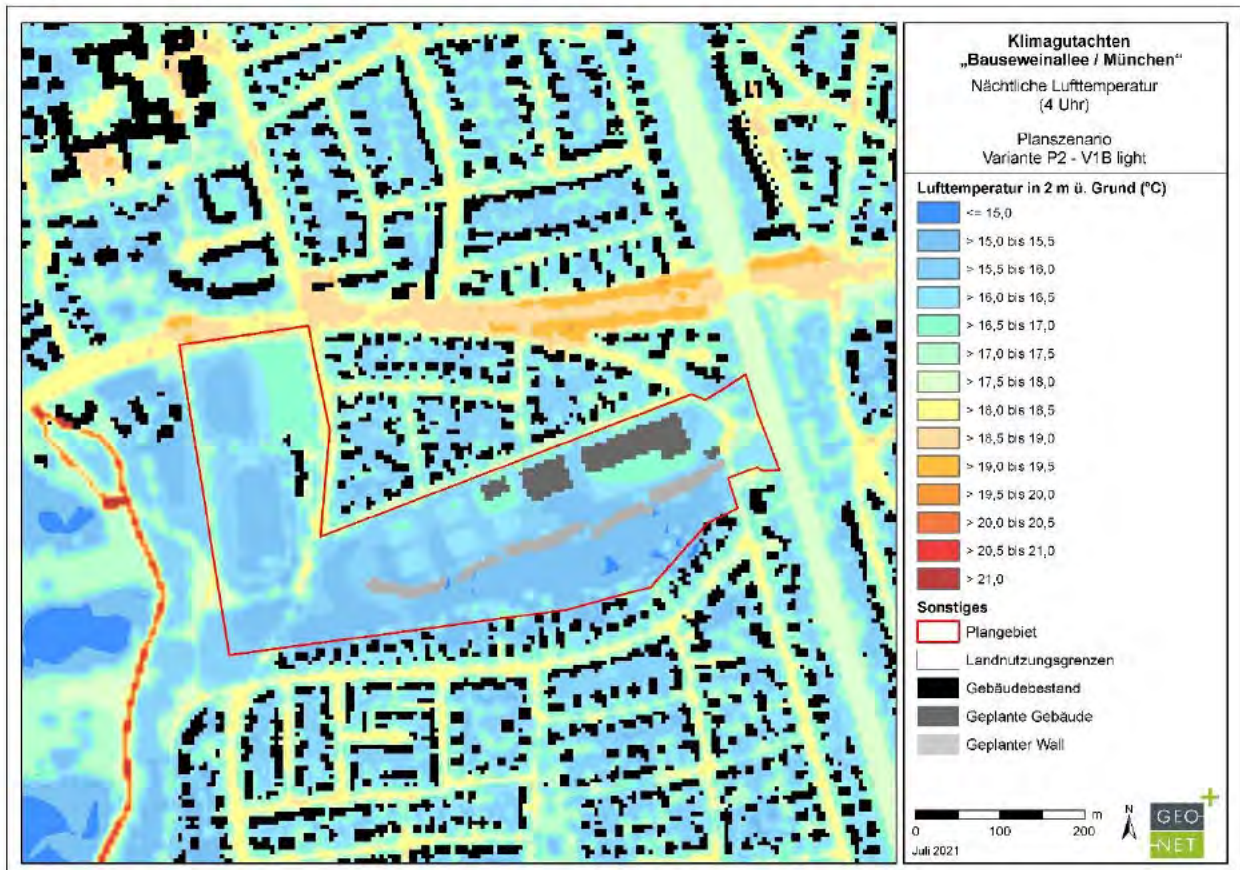 Klimagutachten
„Bauseweinallee / München“
Nächtliche Lufttemperatur
(4 Uhr)
Planszenario
Variante P2 - V1B light
Lufttemperatur in 2 m ü. Grund (°C)
<= 15,0
> 15,0 bis 15,5
> 15,5 bis 16,0
> 16,0 bis 16,5
> 16,5 bis 17,0
> 17,0 bis 17,5
> 17,5 bis 18,0
> 18,0 bis 18,5
> 18,5 bis 19,0
> 19,0 bis 19,5
> 19,5 bis 20,0
> 20,0 bis 20,5
> 20,5 bis 21,0
> 21,0
Sonstiges
Plangebiet
Landnutzungsgrenzen
Gebäudebestand
Geplante Gebäude
Geplanter Wall
m
0 100 200
N
Juli 2021
GEO-
-NET